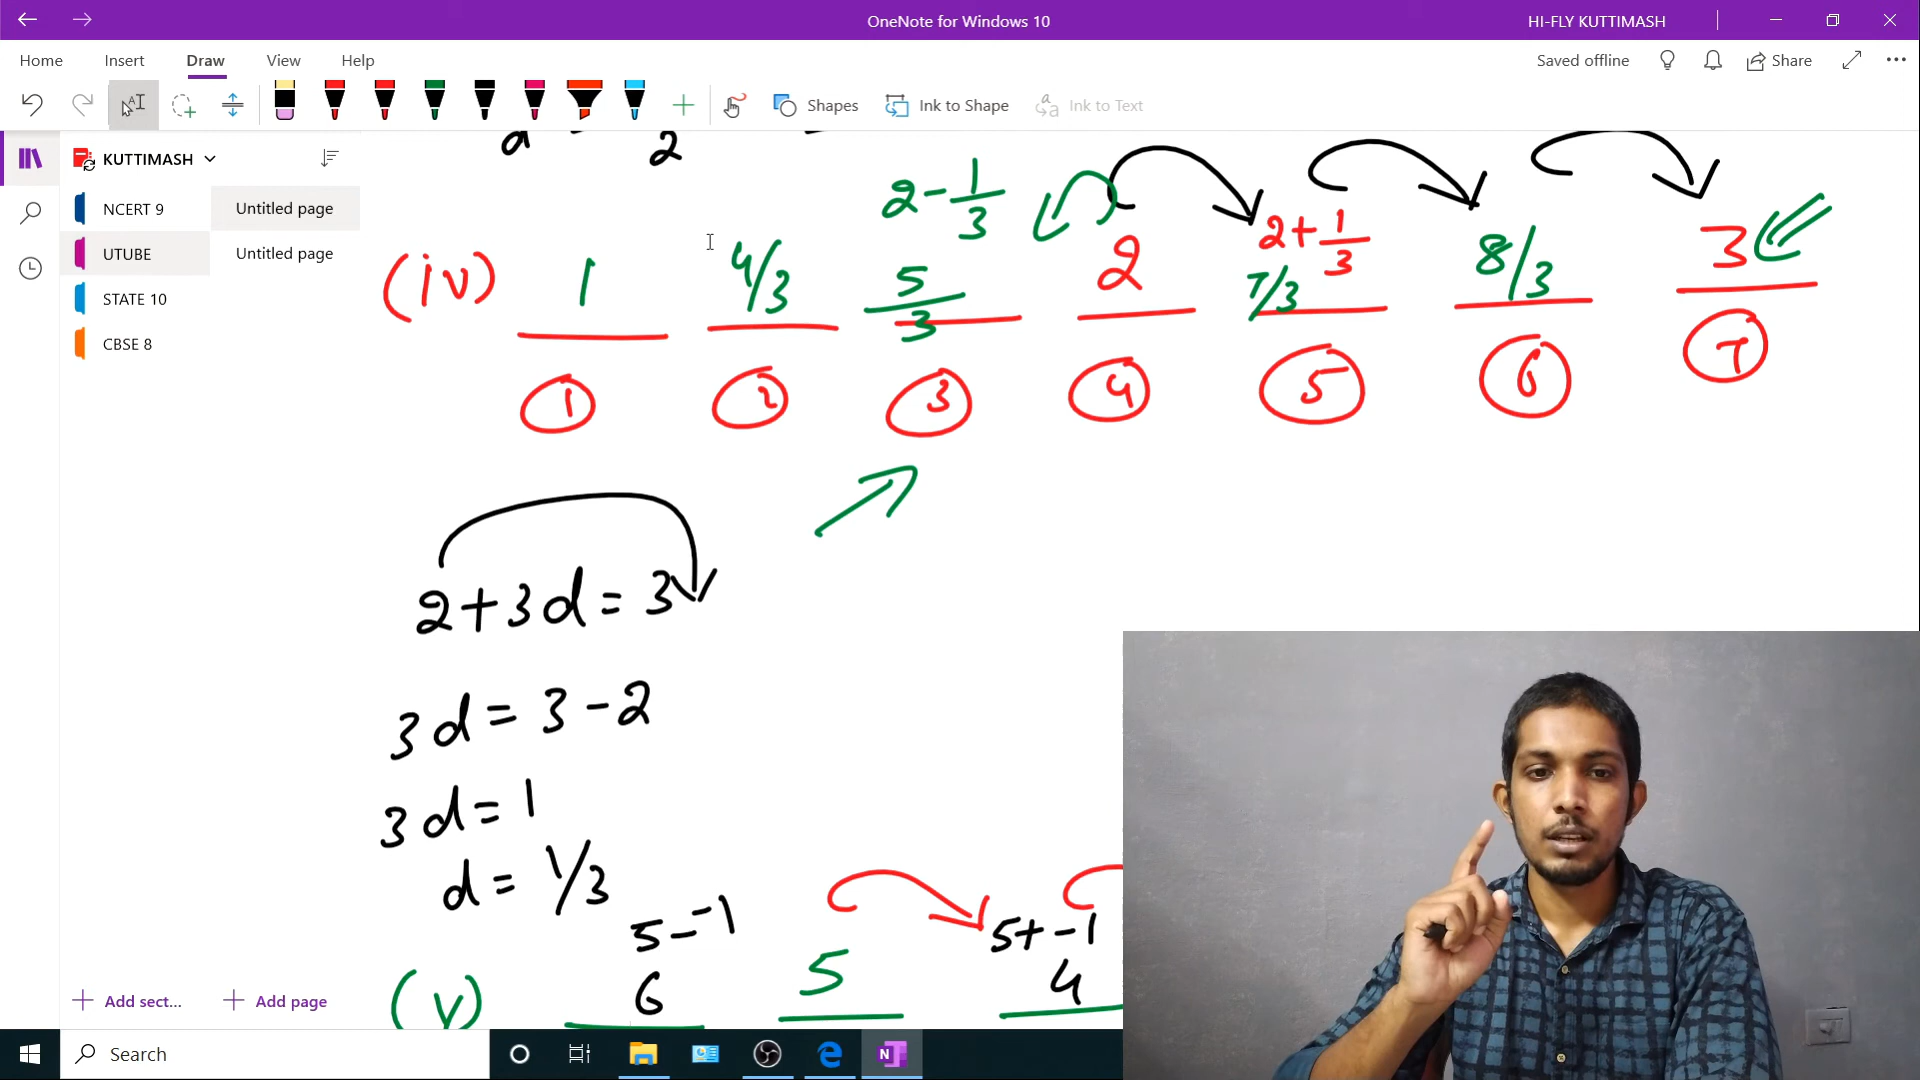 OneNote for Windows 10
HI-FLY KUTTIMASH
Home Insert Draw View Help
Saved offline
Share
Shapes
Ink to Shape
Ink to Text
KUTTIMASH
NCERT 9
UTUBE
STATE 10
CBSE 8
Untitled page
Untitled page
2
2 - 1/3
2 + 1/3
(iv) 1 4/3 5/3 2 7/3 8/3 3
1 2 3 4 5 6 7
2+3d = 3
3d = 3-2
3d = 1
d = 1/3
5--1
5+-1
(v) 6 5 4
Add sect...
Add page
Search